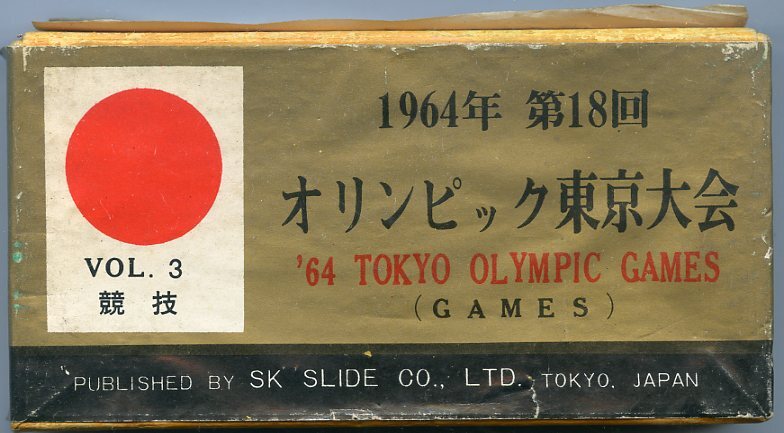 1964年 第18回
オリンピック東京大会
'64 TOKYO OLYMPIC GAMES
(GAMES)
VOL. 3
競技
PUBLISHED BY SK SLIDE CO., LTD. TOKYO, JAPAN